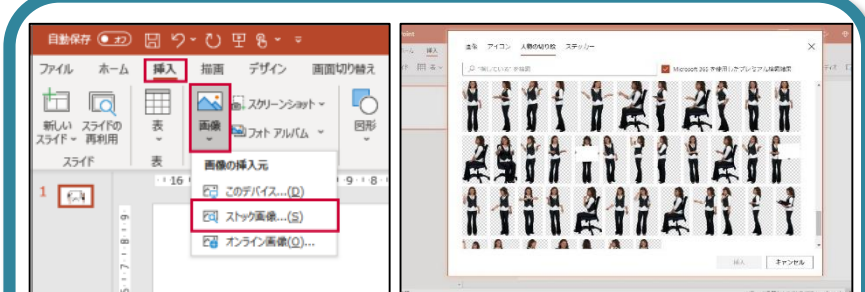 自動保存 オフ
ファイル ホーム 挿入 描画 デザイン 画面切り替え
新しい スライド スライドの 再利用
表
画像
スクリーンショット
フォト アルバム
図形
スライド
表
画像の挿入元
このデバイス...(D)
ストック画像...(S)
オンライン画像(O)...
16
9 8
1
9
8
7
画像 アイコン 人物の切り絵 ステッカー
Microsoft 365 を使用したプレミアム検索結果
挿入 キャンセル